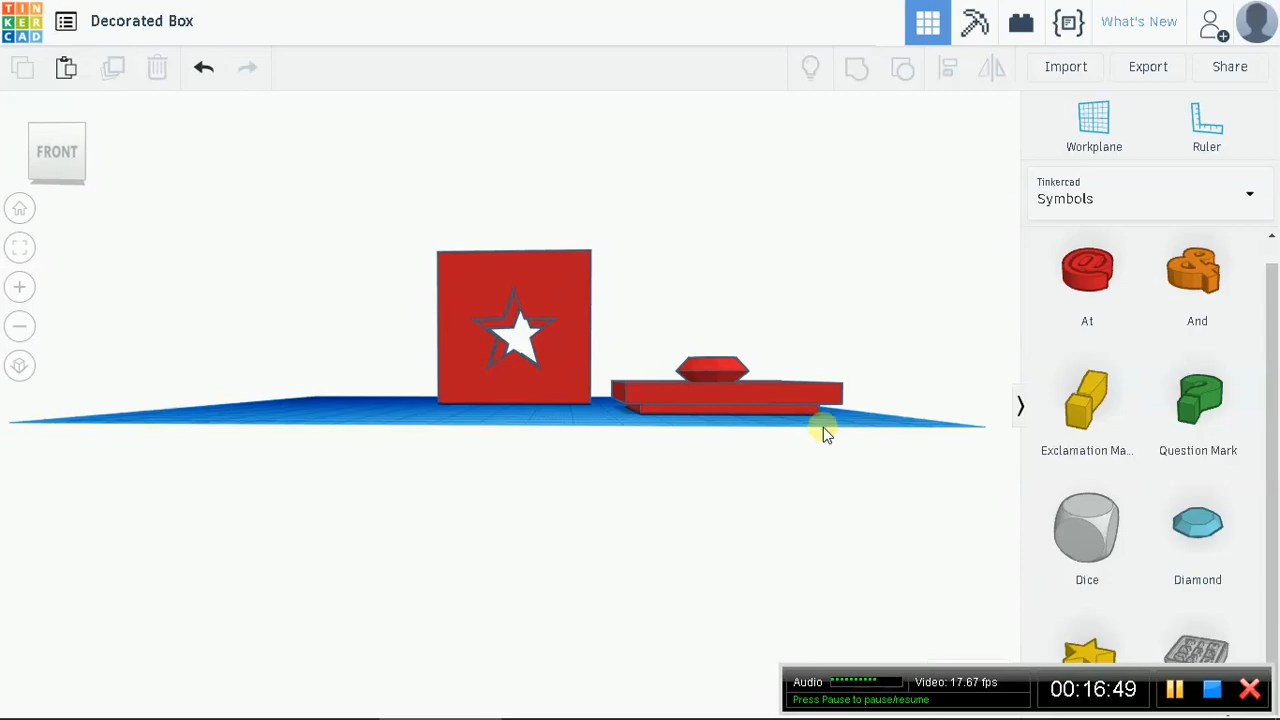 TIN
KER
CAD
Decorated Box
What's New
Import
Export
Share
FRONT
Workplane
Ruler
Tinkercad
Symbols
At
And
Exclamation Ma...
Question Mark
Dice
Diamond
Audio
Video: 17.67 fps
Press Pause to pause/resume
00:16:49